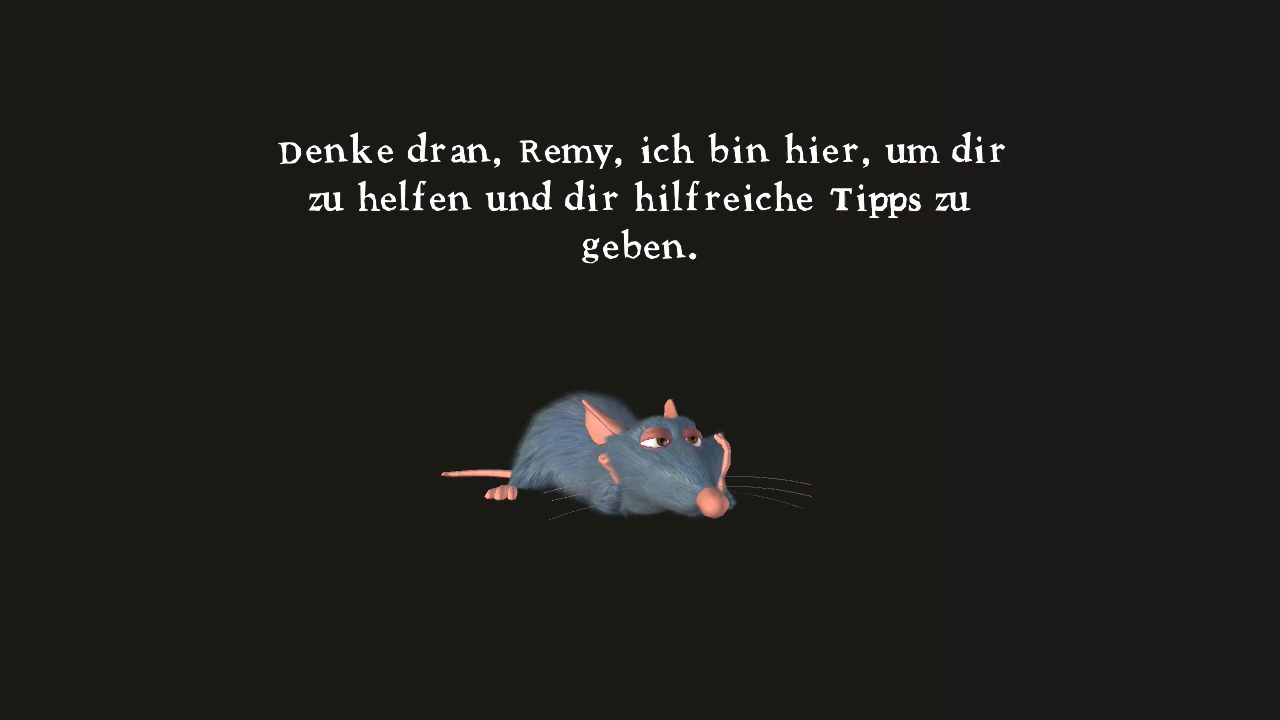 Denke dran, Remy, ich bin hier, um dir
zu helfen und dir hilfreiche Tipps zu
geben.